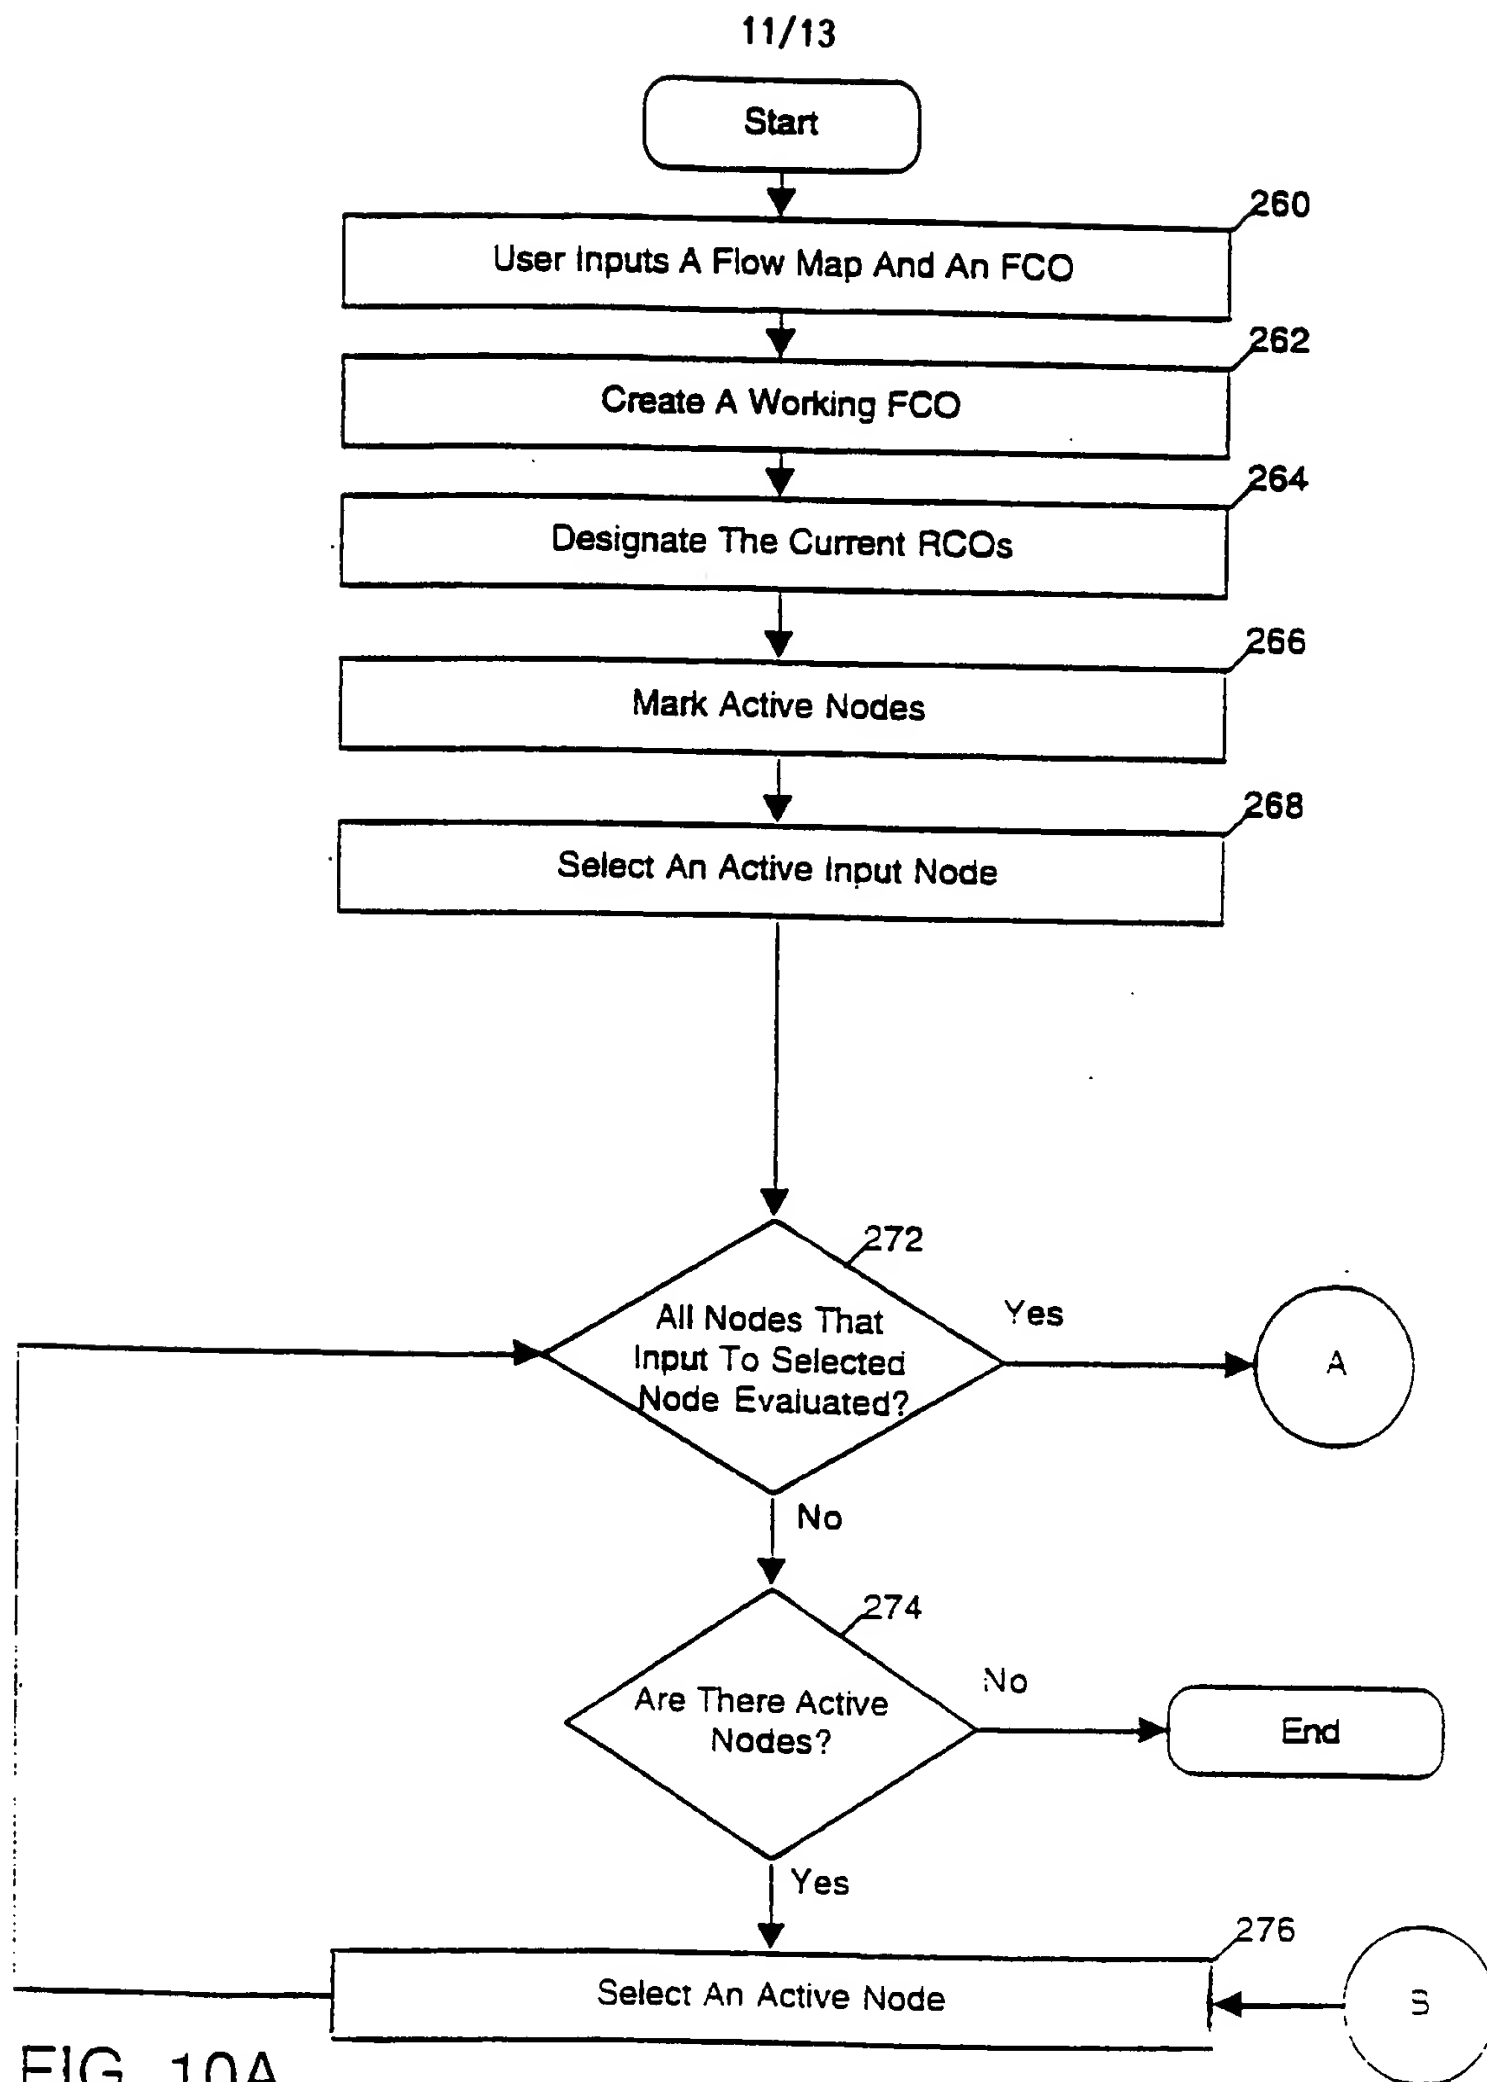 11/13
Start
260
User Inputs A Flow Map And An FCO
262
Create A Working FCO
264
Designate The Current RCOs
266
Mark Active Nodes
268
Select An Active Input Node
272
All Nodes That
Input To Selected
Node Evaluated?
Yes
A
No
274
Are There Active
Nodes?
No
End
Yes
276
Select An Active Node
FIG. 10A